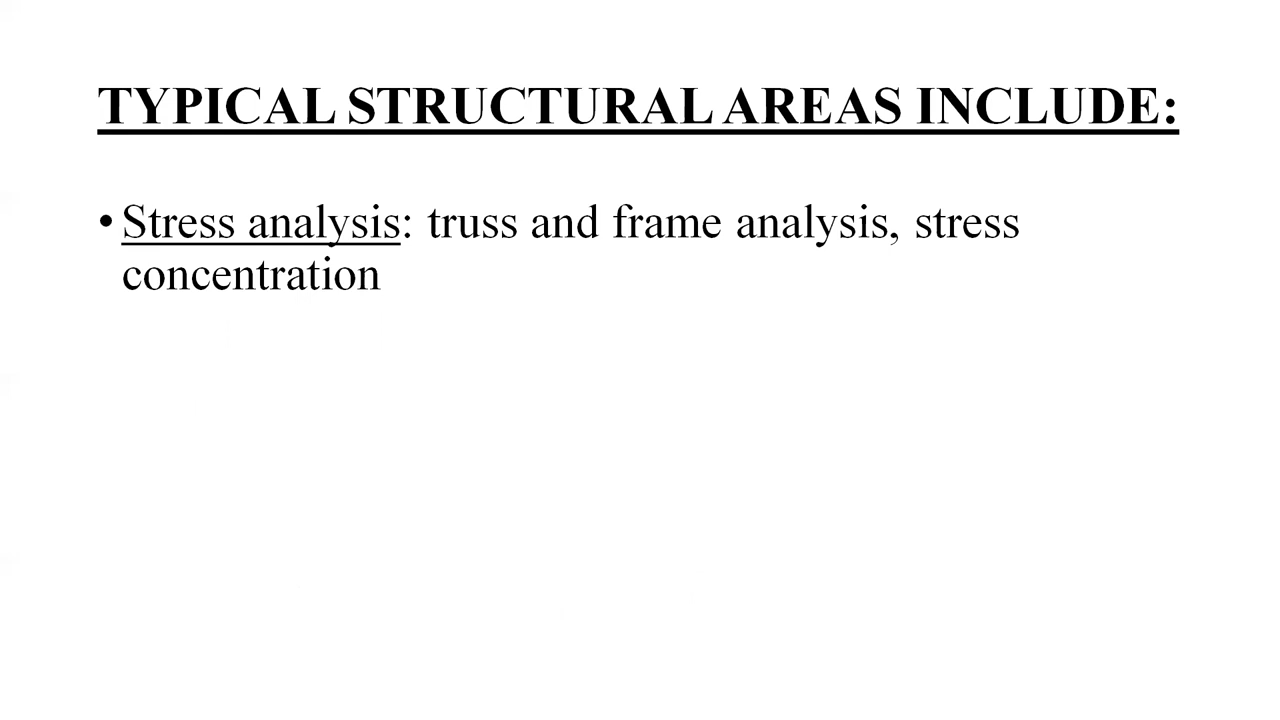 TYPICAL STRUCTURAL AREAS INCLUDE:
• Stress analysis: truss and frame analysis, stress
concentration